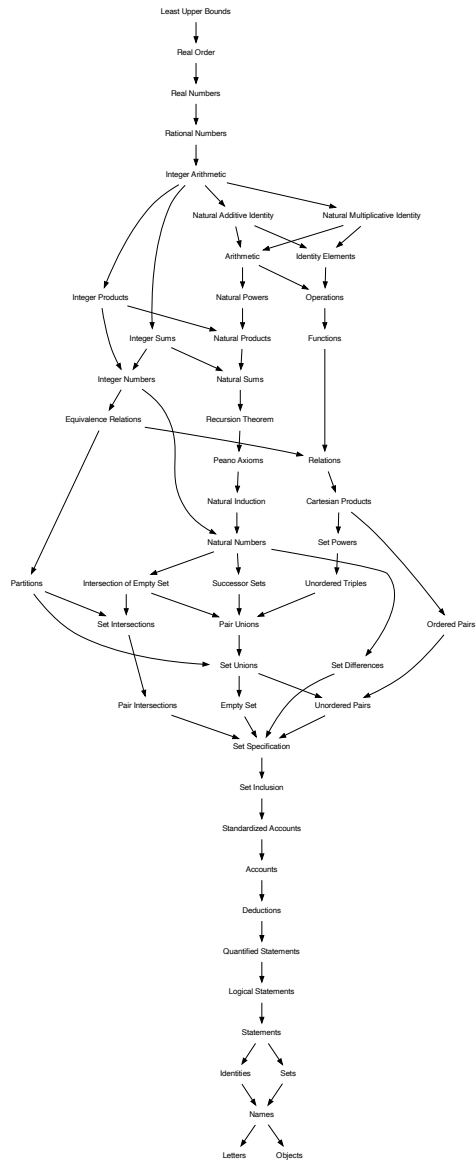 Least Upper Bounds
Real Order
Real Numbers
Rational Numbers
Integer Arithmetic
Natural Additive Identity
Natural Multiplicative Identity
Arithmetic
Identity Elements
Integer Products
Natural Powers
Operations
Integer Sums
Natural Products
Functions
Integer Numbers
Natural Sums
Equivalence Relations
Recursion Theorem
Peano Axioms
Relations
Natural Induction
Cartesian Products
Natural Numbers
Set Powers
Partitions
Intersection of Empty Set
Successor Sets
Unordered Triples
Set Intersections
Pair Unions
Ordered Pairs
Set Unions
Set Differences
Pair Intersections
Empty Set
Unordered Pairs
Set Specification
Set Inclusion
Standardized Accounts
Accounts
Deductions
Quantified Statements
Logical Statements
Statements
Identities
Sets
Names
Letters
Objects